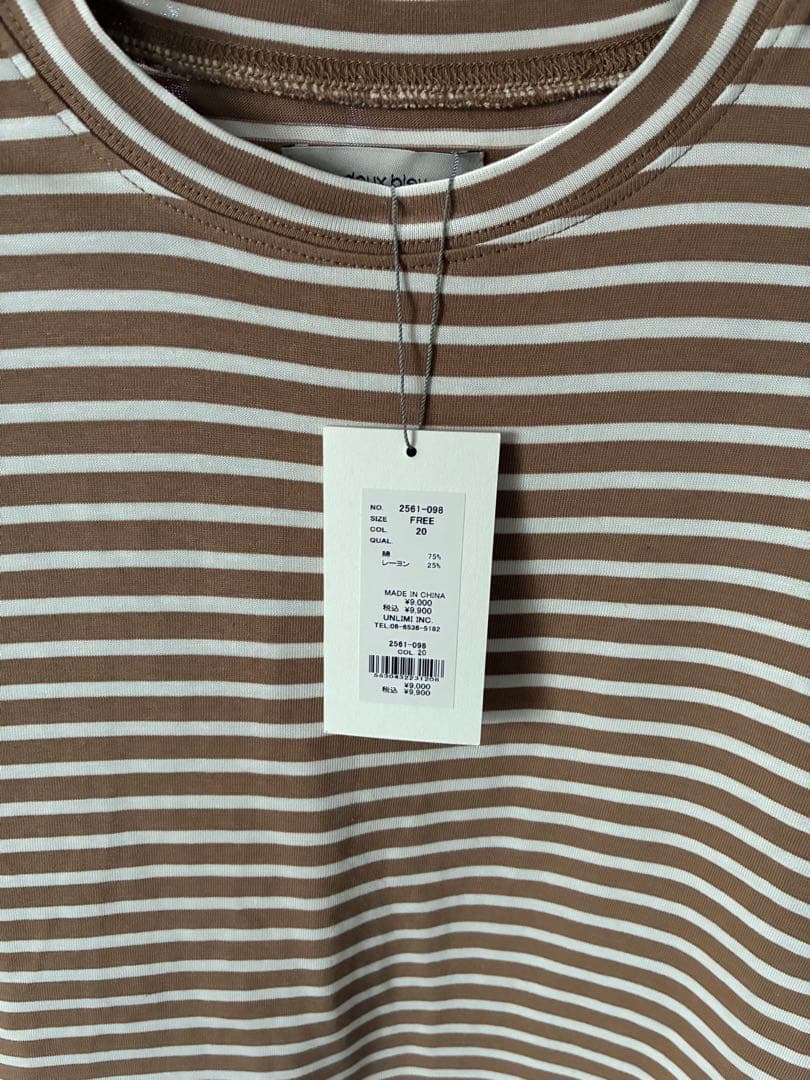 deux bleu
NO. 2561-098
SIZE FREE
COL. 20
QUAL.
綿 75%
レーヨン 25%
MADE IN CHINA
¥9,000
税込 ¥9,900
UNLIMI INC.
TEL:06-6536-5182
2561-098
COL. 20
¥9,000
税込 ¥9,900